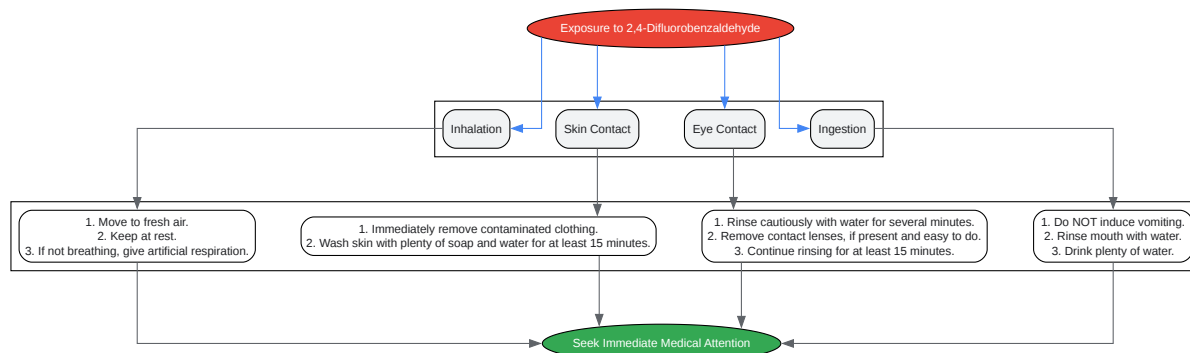 Exposure to 2,4-Difluorobenzaldehyde
Inhalation
Skin Contact
Eye Contact
Ingestion
1. Move to fresh air.
2. Keep at rest.
3. If not breathing, give artificial respiration.
1. Immediately remove contaminated clothing.
2. Wash skin with plenty of soap and water for at least 15 minutes.
1. Rinse cautiously with water for several minutes.
2. Remove contact lenses, if present and easy to do.
3. Continue rinsing for at least 15 minutes.
1. Do NOT induce vomiting.
2. Rinse mouth with water.
3. Drink plenty of water.
Seek Immediate Medical Attention